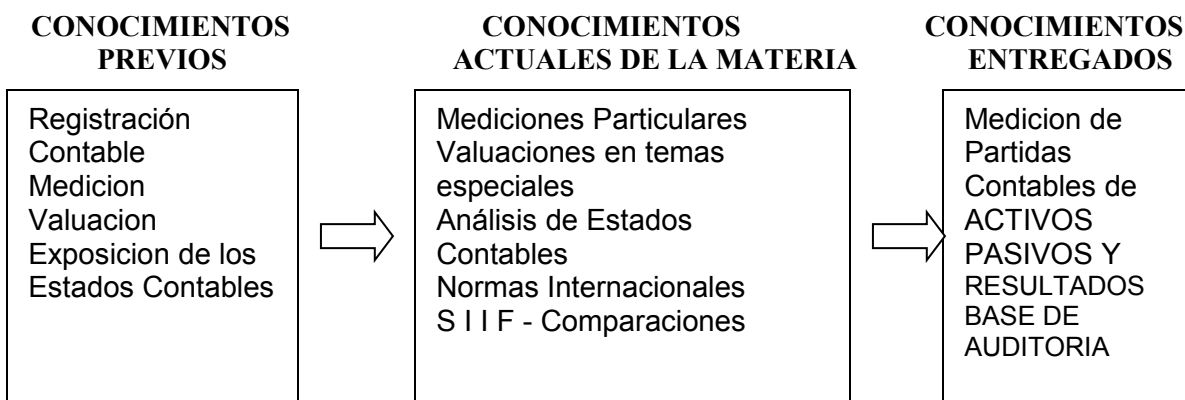 CONOCIMIENTOS
PREVIOS
Registración
Contable
Medicion
Valuacion
Exposicion de los
Estados Contables
CONOCIMIENTOS
ACTUALES DE LA MATERIA
Mediciones Particulares
Valuaciones en temas
especiales
Análisis de Estados
Contables
Normas Internacionales
S I I F - Comparaciones
CONOCIMIENTOS
ENTREGADOS
Medicion de
Partidas
Contables de
ACTIVOS
PASIVOS Y
RESULTADOS
BASE DE
AUDITORIA